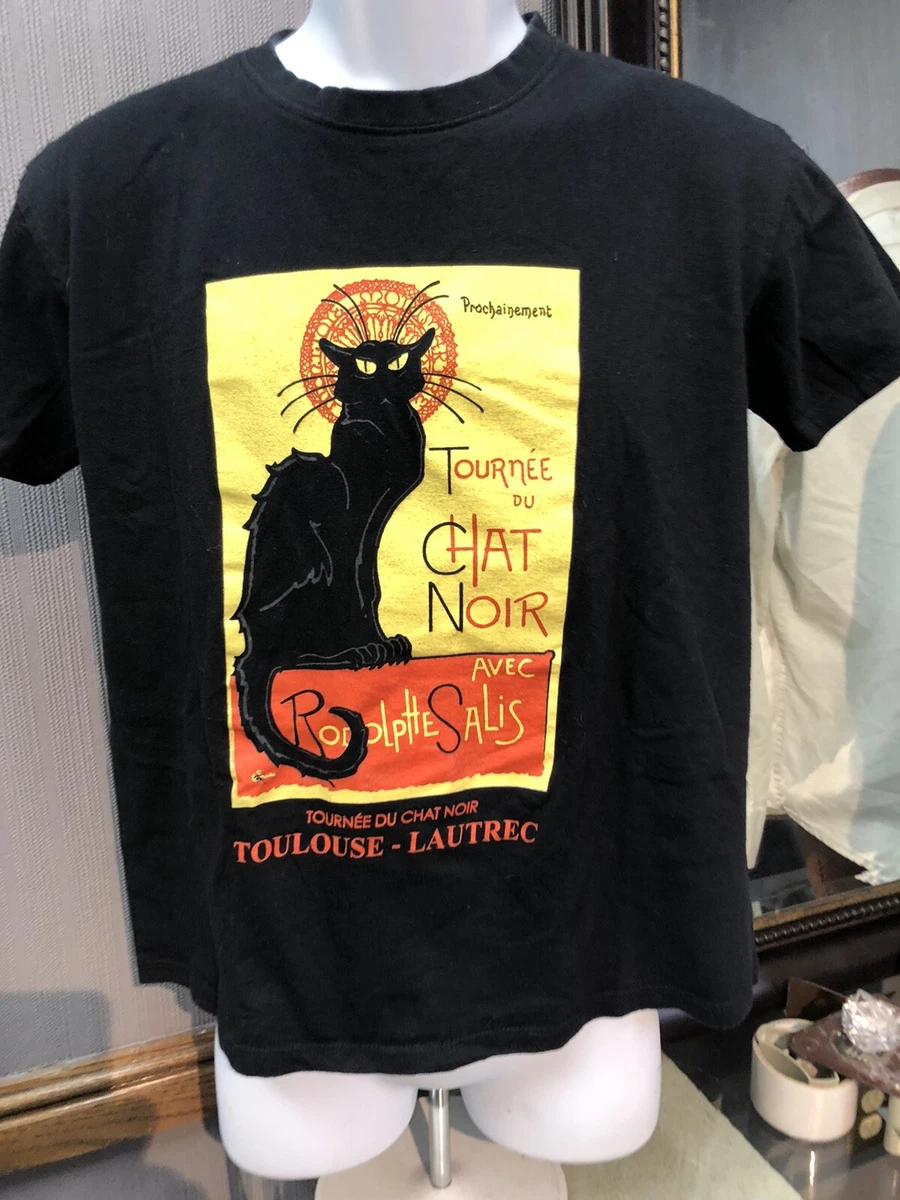 Prochainement
TOURNÉE
DU
CHAT
NOIR
AVEC
RODOLPHE SALIS
TOURNÉE DU CHAT NOIR
TOULOUSE - LAUTREC